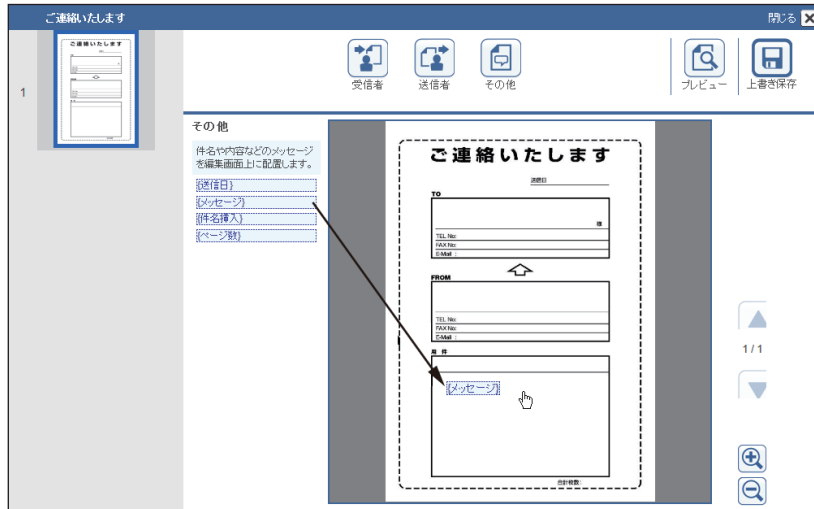 ご連絡いたします
閉じる
1
受信者
送信者
その他
プレビュー
上書き保存
その他
件名や内容などのメッセージ
を編集画面上に配置します。
{送信日}
{メッセージ}
{件名挿入}
{ページ数}
ご連絡いたします
送信日
TO
様
TEL No:
FAX No:
E-Mail :
FROM
TEL No:
FAX No:
E-Mail :
用 件
{メッセージ}
合計枚数:
1 / 1